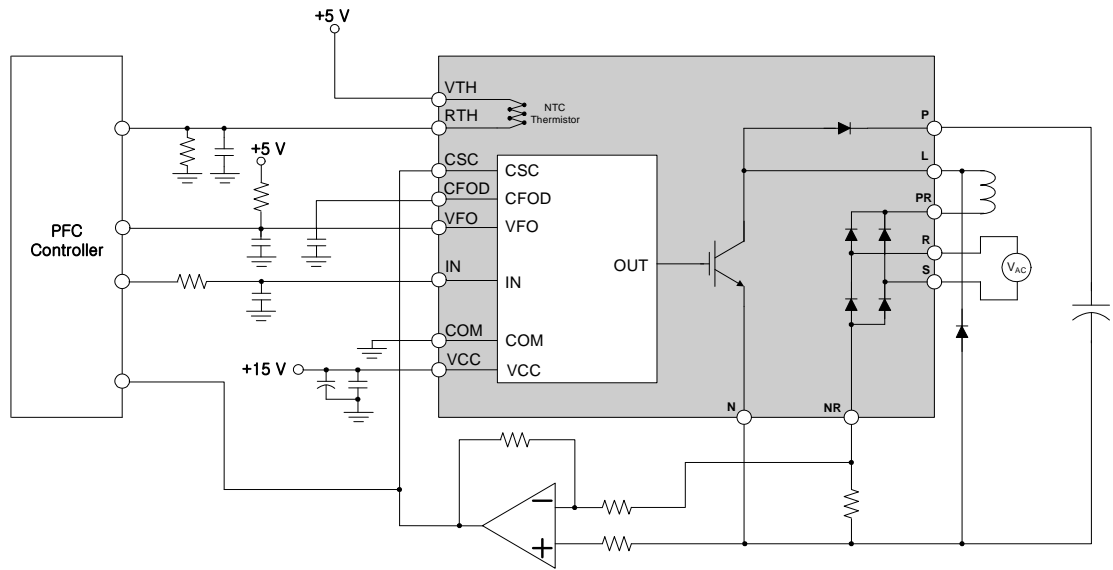 +5 V
VTH
RTH
NTC
Thermistor
P
L
PR
R
S
V_AC
+5 V
CSC
CSC
CFOD
CFOD
VFO
VFO
PFC
Controller
OUT
IN
IN
COM
COM
VCC
VCC
+15 V
N
NR
−
+